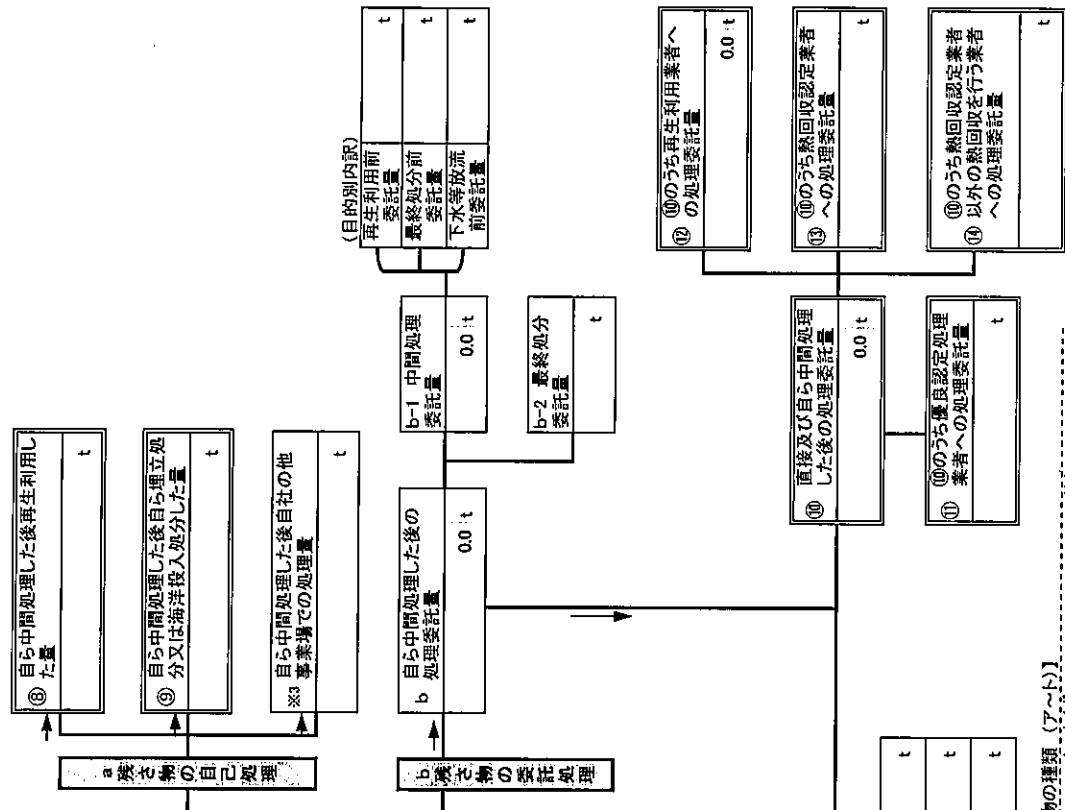 a 残さ物の自己処理
⑧ 自ら中間処理した後再生利用し
た量
t
⑨ 自ら中間処理した後自ら埋立処
分又は海洋投入処分した量
t
※3 自ら中間処理した後自社の他
事業場での処理量
t
b 残さ物の委託処理
b 自ら中間処理した後の
処理委託量
0.0 t
b-1 中間処理
委託量
0.0 t
b-2 最終処分
委託量
t
(目的別内訳)
再生利用前
委託量
t
最終処分前
委託量
t
下水等放流
前委託量
t
⑩ 直接及び自ら中間処理
した後の処理委託量
0.0 t
⑪ ⑩のうち優良認定処理
業者への処理委託量
t
⑫ ⑩のうち再生利用業者へ
の処理委託量
0.0 t
⑬ ⑩のうち熱回収認定業者
への処理委託量
t
⑭ ⑩のうち熱回収認定業者
以外の熱回収を行う業者
への処理委託量
t
t
t
t
物の種類 (ア～ト)】